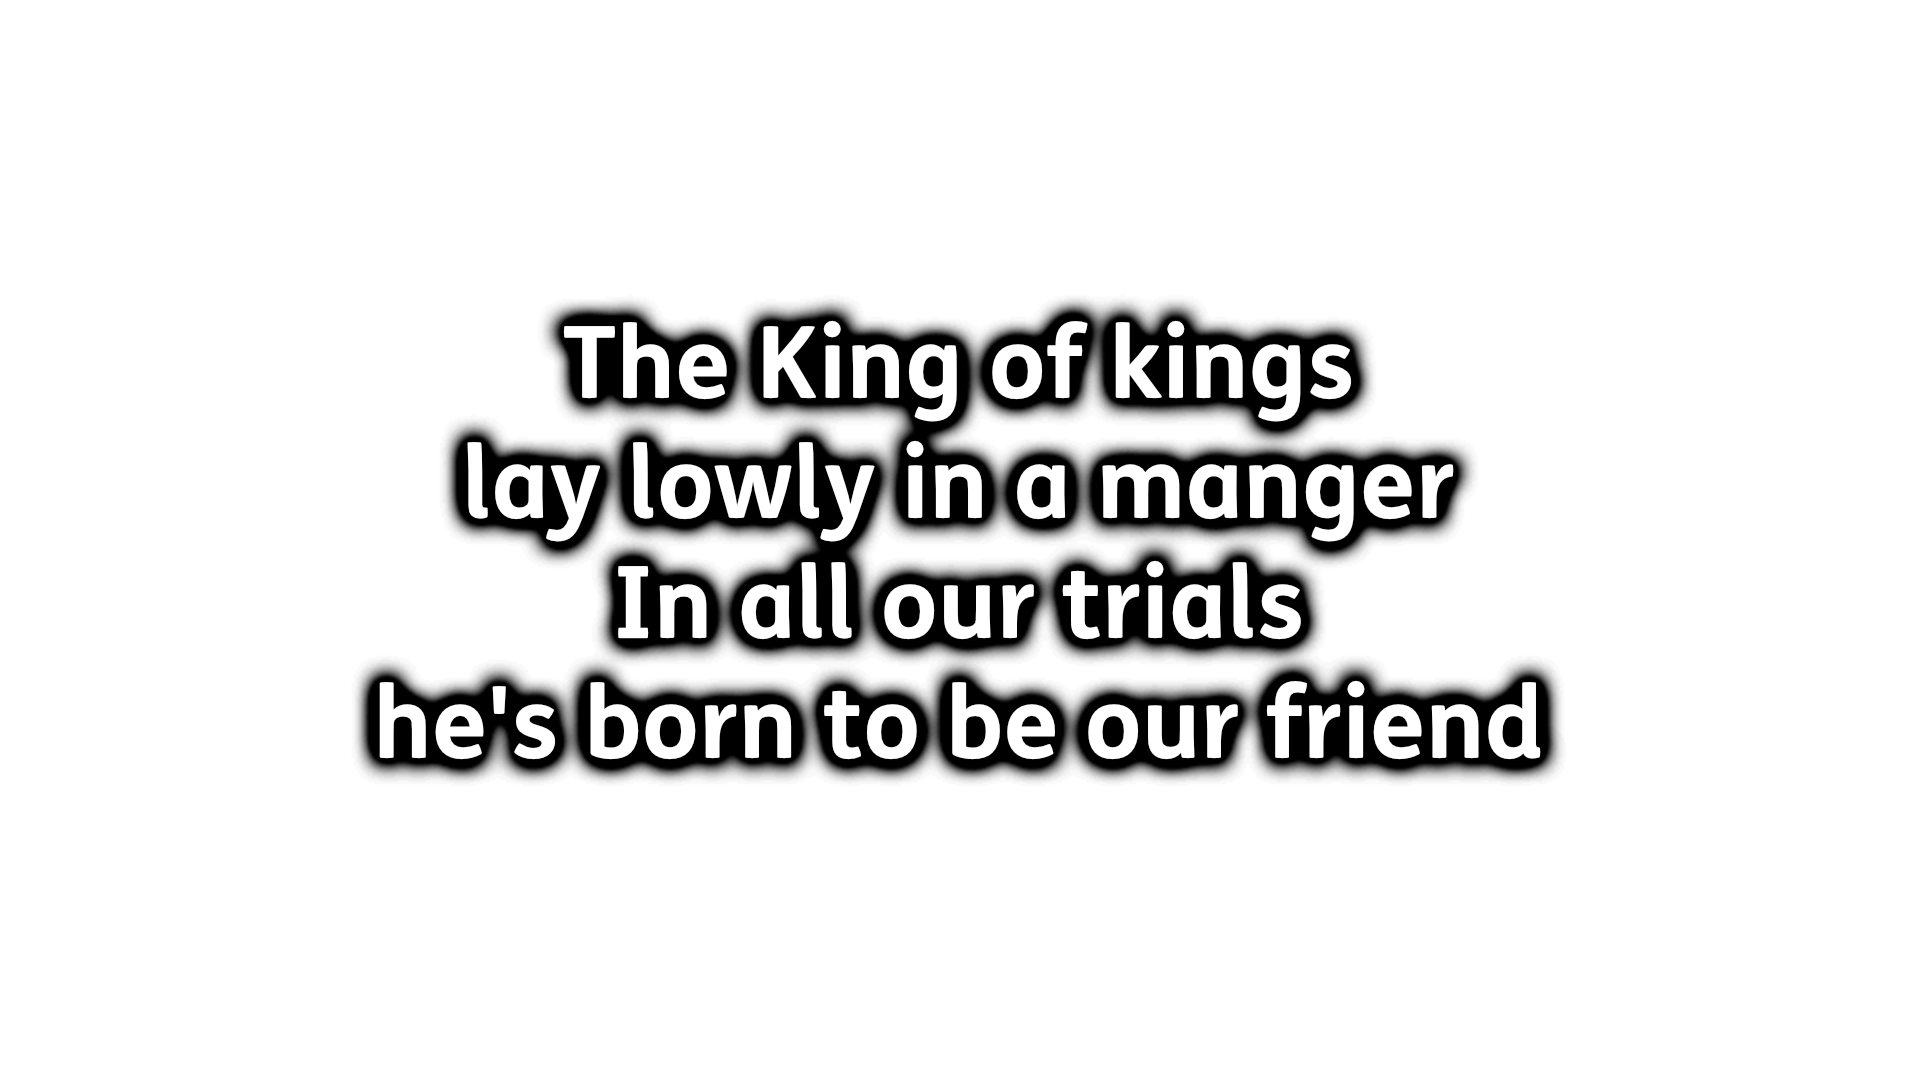 The King of kings
lay lowly in a manger
In all our trials
he's born to be our friend